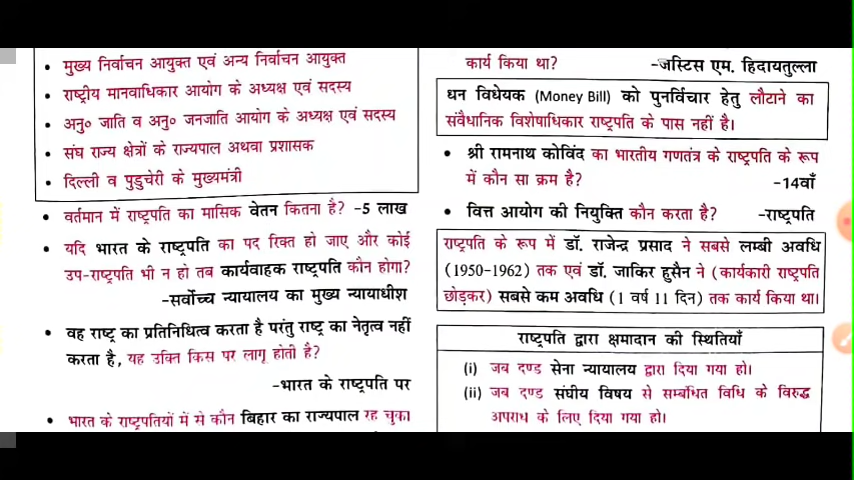 • मुख्य निर्वाचन आयुक्त एवं अन्य निर्वाचन आयुक्त
• राष्ट्रीय मानवाधिकार आयोग के अध्यक्ष एवं सदस्य
• अनु० जाति व अनु० जनजाति आयोग के अध्यक्ष एवं सदस्य
• संघ राज्य क्षेत्रों के राज्यपाल अथवा प्रशासक
• दिल्ली व पुडुचेरी के मुख्यमंत्री
• वर्तमान में राष्ट्रपति का मासिक वेतन कितना है? -5 लाख
• यदि भारत के राष्ट्रपति का पद रिक्त हो जाए और कोई
उप-राष्ट्रपति भी न हो तब कार्यवाहक राष्ट्रपति कौन होगा?
-सर्वोच्च न्यायालय का मुख्य न्यायाधीश
• वह राष्ट्र का प्रतिनिधित्व करता है परंतु राष्ट्र का नेतृत्व नहीं
करता है, यह उक्ति किस पर लागू होती है?
-भारत के राष्ट्रपति पर
• भारत के राष्ट्रपतियों में से कौन बिहार का राज्यपाल रह चुका
कार्य किया था? -जस्टिस एम. हिदायतुल्ला
धन विधेयक (Money Bill) को पुनर्विचार हेतु लौटाने का
संवैधानिक विशेषाधिकार राष्ट्रपति के पास नहीं है।
• श्री रामनाथ कोविंद का भारतीय गणतंत्र के राष्ट्रपति के रूप
में कौन सा क्रम है? -14वाँ
• वित्त आयोग की नियुक्ति कौन करता है? -राष्ट्रपति
राष्ट्रपति के रूप में डॉ. राजेन्द्र प्रसाद ने सबसे लम्बी अवधि
(1950-1962) तक एवं डॉ. जाकिर हुसैन ने (कार्यकारी राष्ट्रपति
छोड़कर) सबसे कम अवधि (1 वर्ष 11 दिन) तक कार्य किया था।
राष्ट्रपति द्वारा क्षमादान की स्थितियाँ
(i) जब दण्ड सेना न्यायालय द्वारा दिया गया हो।
(ii) जब दण्ड संघीय विषय से सम्बंधित विधि के विरुद्ध
अपराध के लिए दिया गया हो।